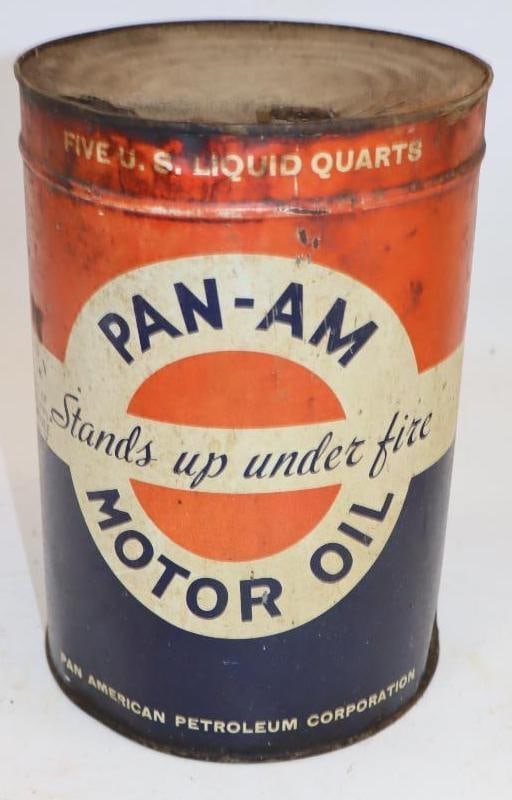 FIVE U. S. LIQUID QUARTS
PAN-AM
Stands up under fire
MOTOR OIL
PAN AMERICAN PETROLEUM CORPORATION